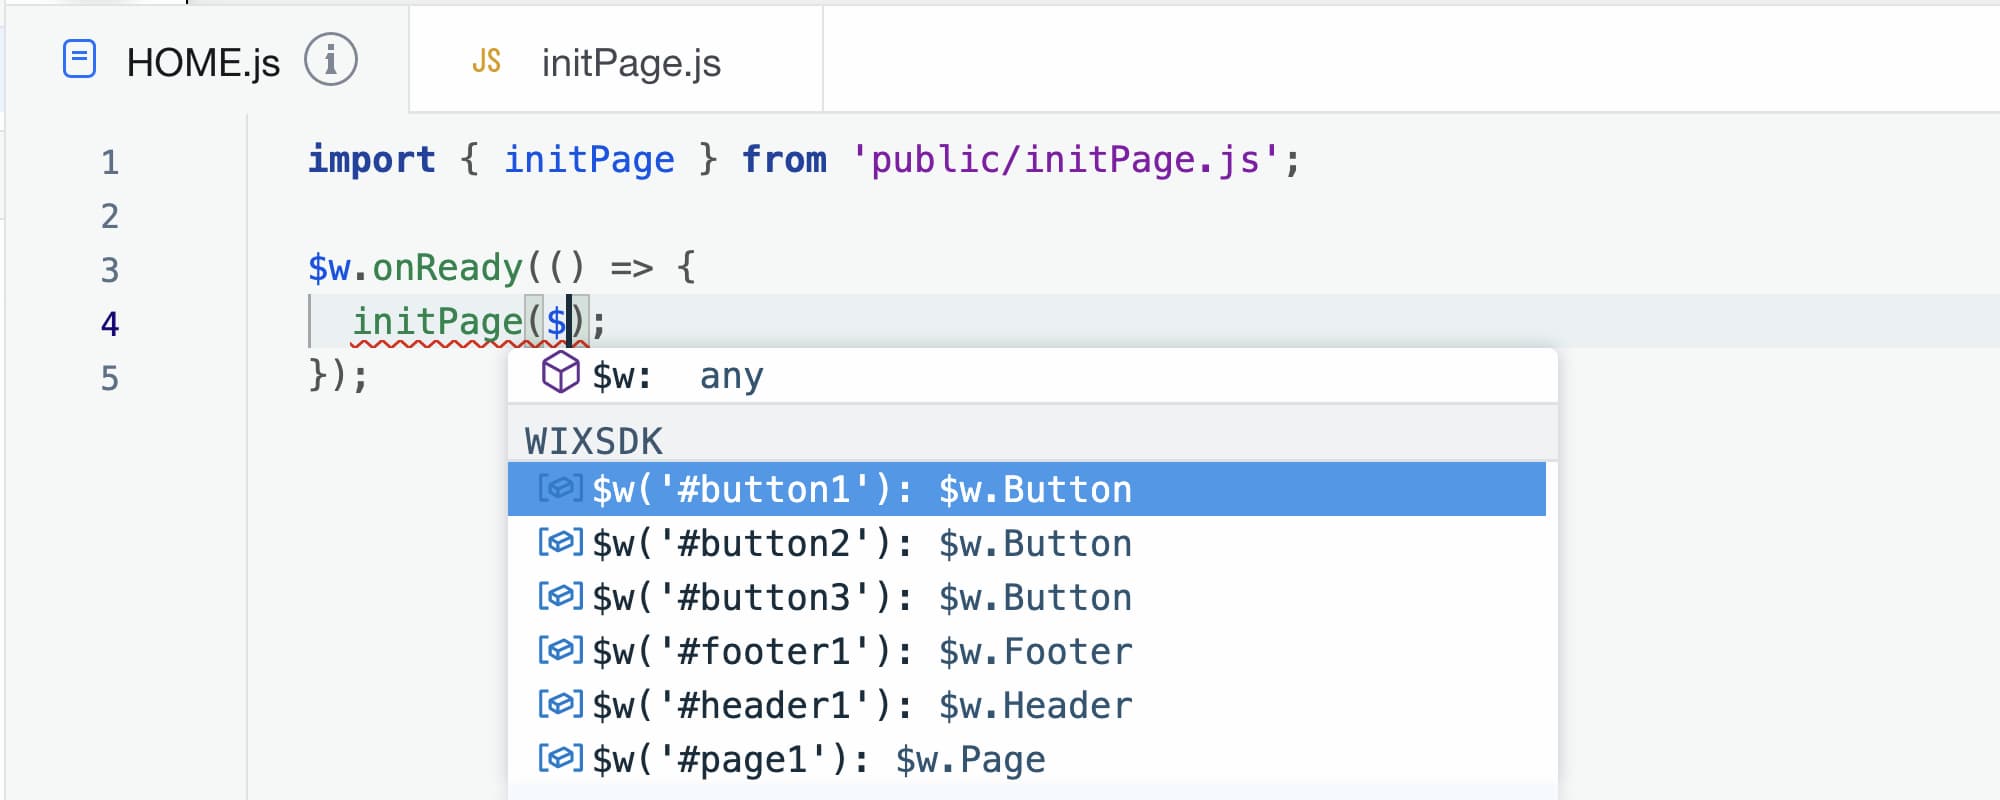 HOME.js i JS initPage.js
1 import { initPage } from 'public/initPage.js';
2
3 $w.onReady(() => {
4 initPage($);
5 });
$w: any
WIXSDK
$w('#button1'): $w.Button
$w('#button2'): $w.Button
$w('#button3'): $w.Button
$w('#footer1'): $w.Footer
$w('#header1'): $w.Header
$w('#page1'): $w.Page